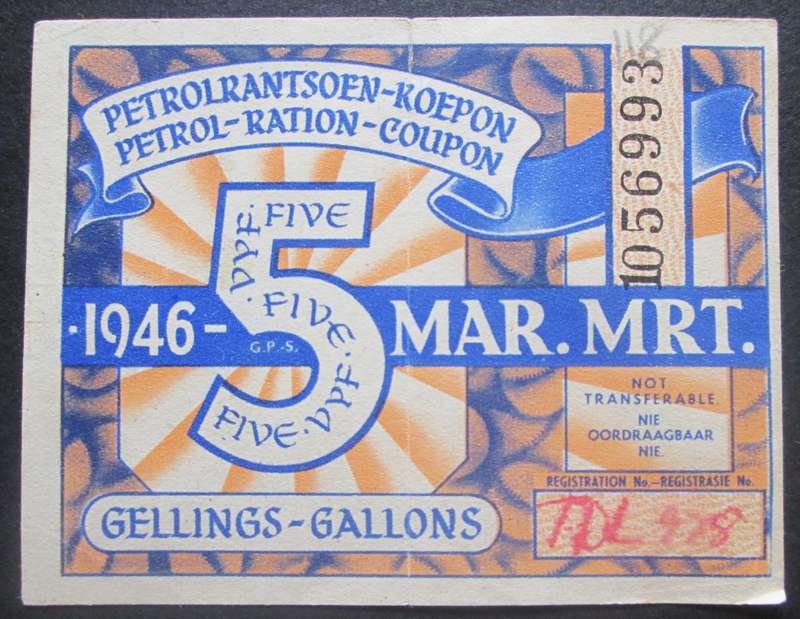 118
PETROLRANTSOEN-KOEPON
PETROL-RATION-COUPON
1056993
5
VYF· FIVE
· FIVE ·
FIVE · VYF ·
G.P.-S.
·1946-
MAR. MRT.
NOT
TRANSFERABLE.
NIE
OORDRAAGBAAR
NIE.
REGISTRATION No.—REGISTRASIE No.
GELLINGS-GALLONS